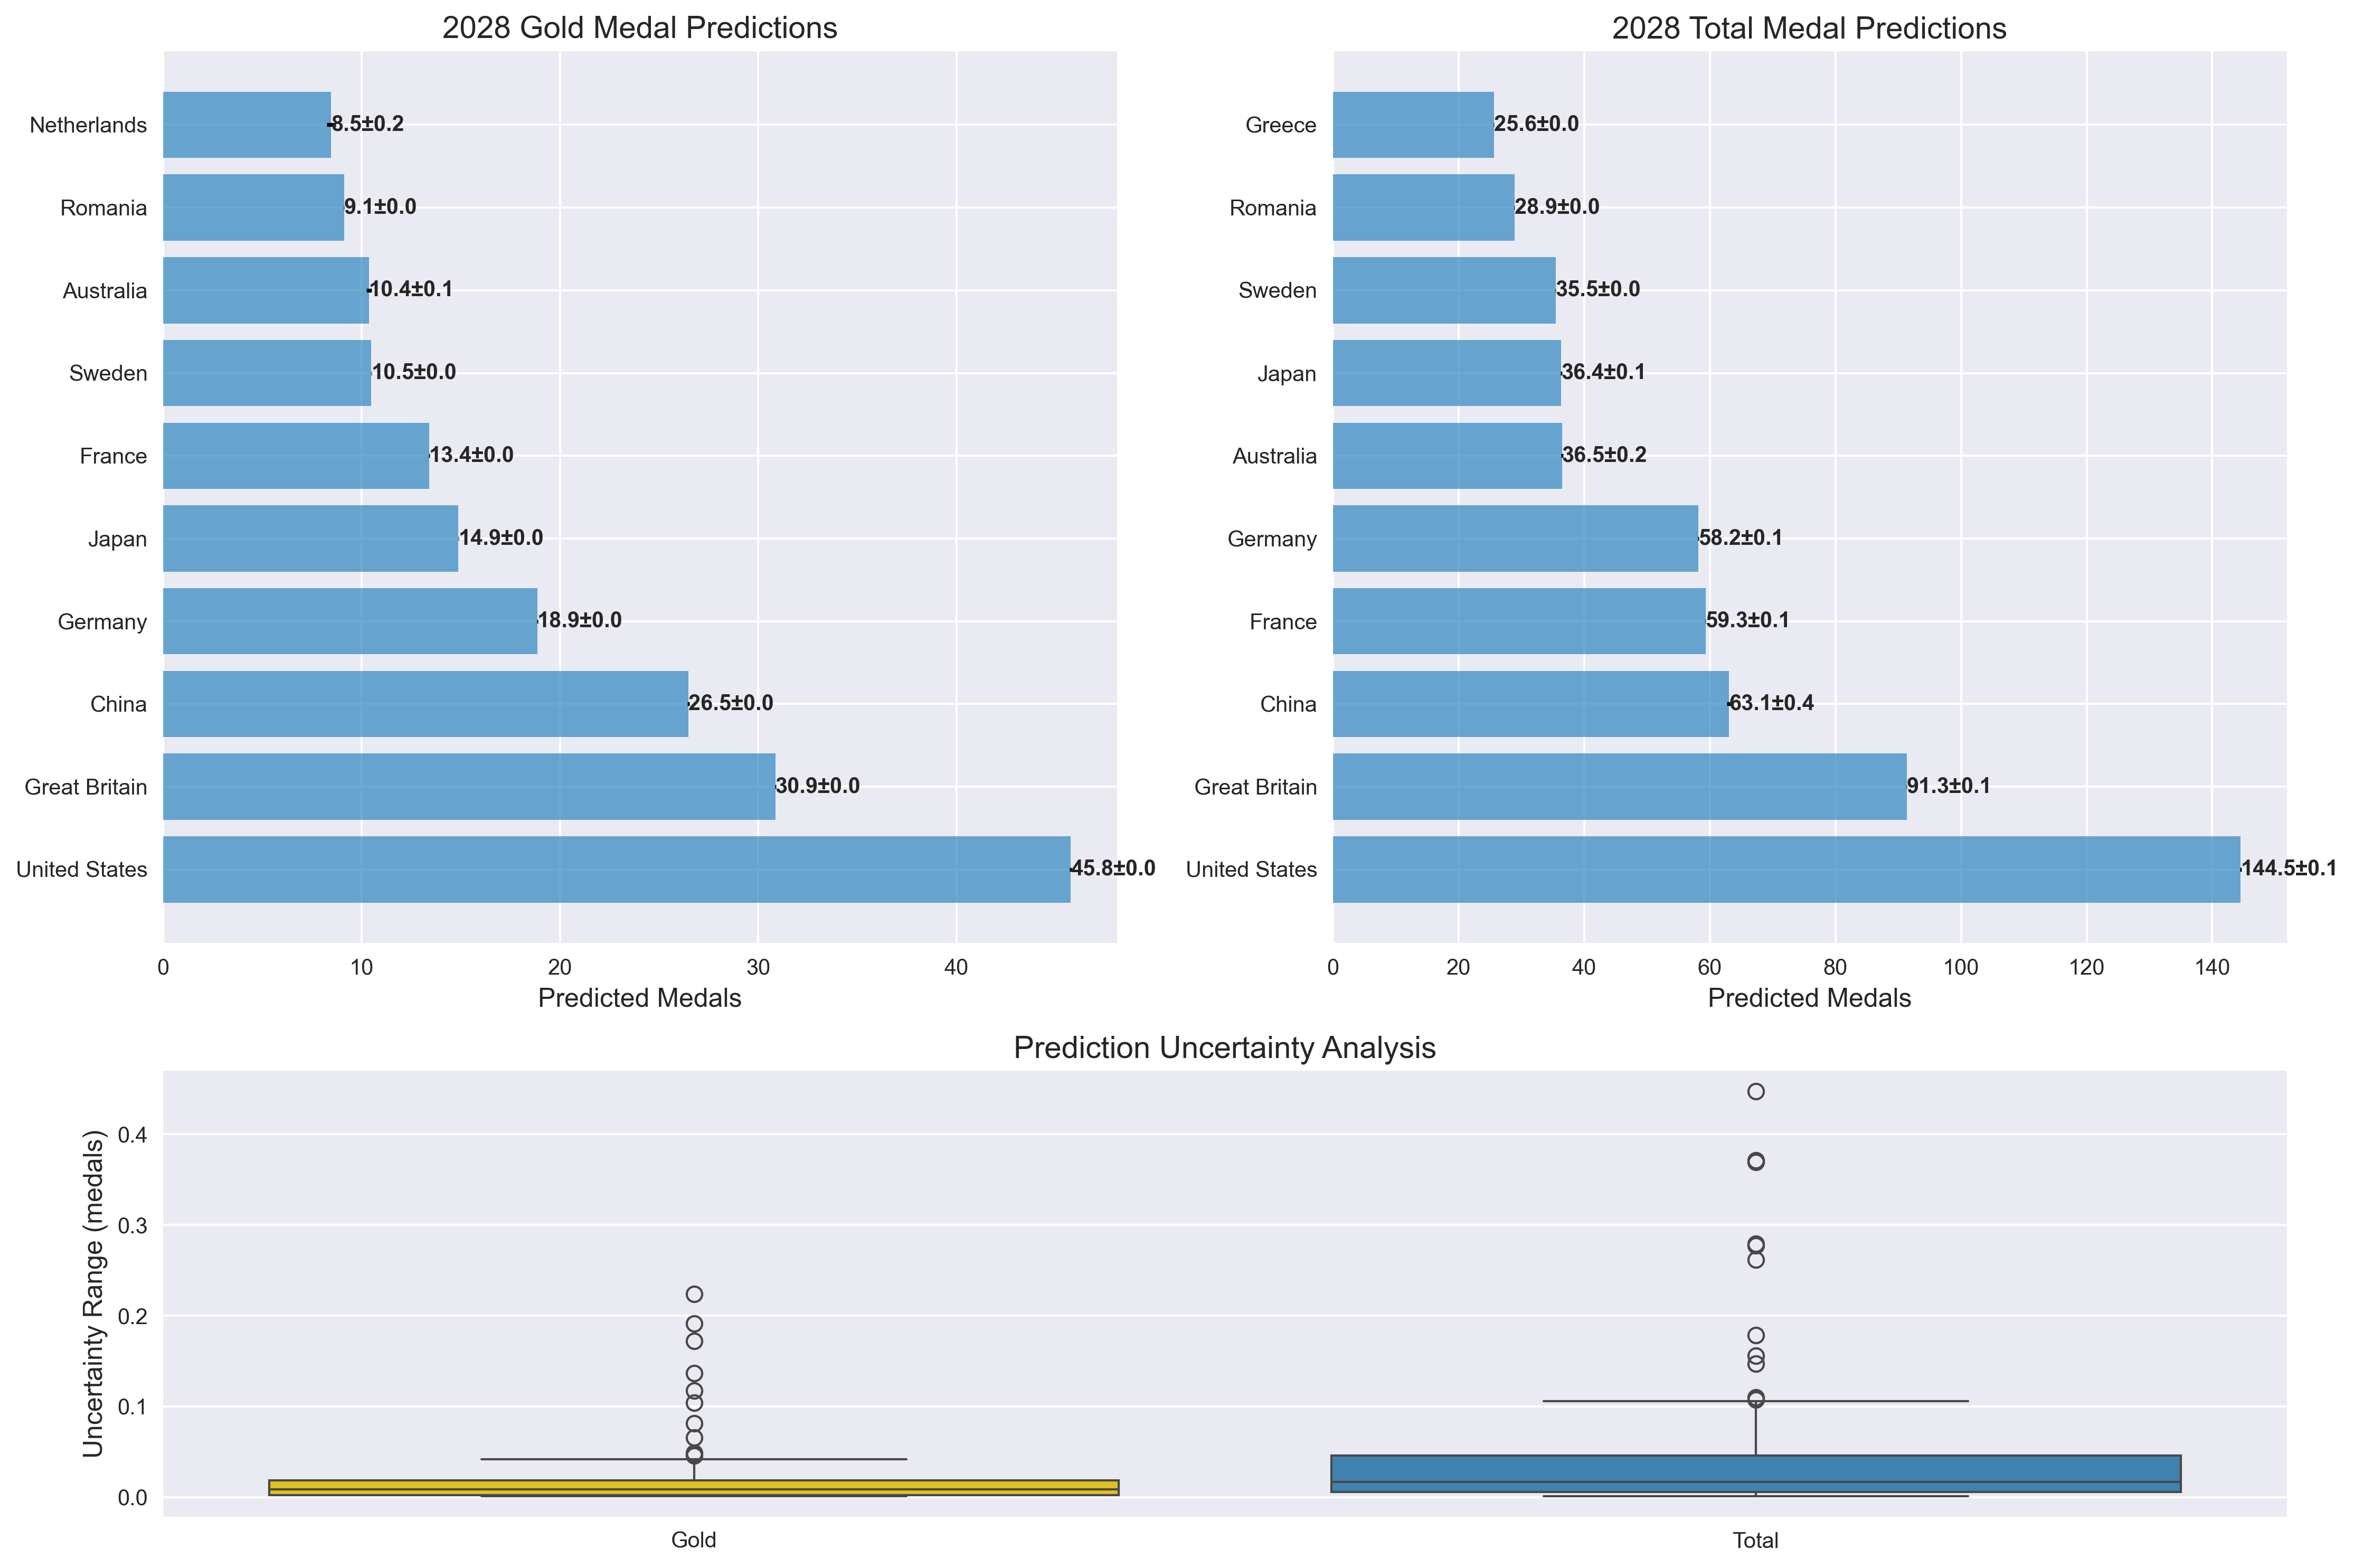 2028 Gold Medal Predictions
Netherlands
8.5±0.2
Romania
9.1±0.0
Australia
10.4±0.1
Sweden
10.5±0.0
France
13.4±0.0
Japan
14.9±0.0
Germany
18.9±0.0
China
26.5±0.0
Great Britain
30.9±0.0
United States
45.8±0.0
0 10 20 30 40
Predicted Medals
2028 Total Medal Predictions
Greece
25.6±0.0
Romania
28.9±0.0
Sweden
35.5±0.0
Japan
36.4±0.1
Australia
36.5±0.2
Germany
58.2±0.1
France
59.3±0.1
China
63.1±0.4
Great Britain
91.3±0.1
United States
144.5±0.1
0 20 40 60 80 100 120 140
Predicted Medals
Prediction Uncertainty Analysis
Uncertainty Range (medals)
0.4
0.3
0.2
0.1
0.0
Gold
Total